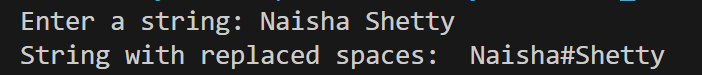 Enter a string: Naisha Shetty
String with replaced spaces:  Naisha#Shetty